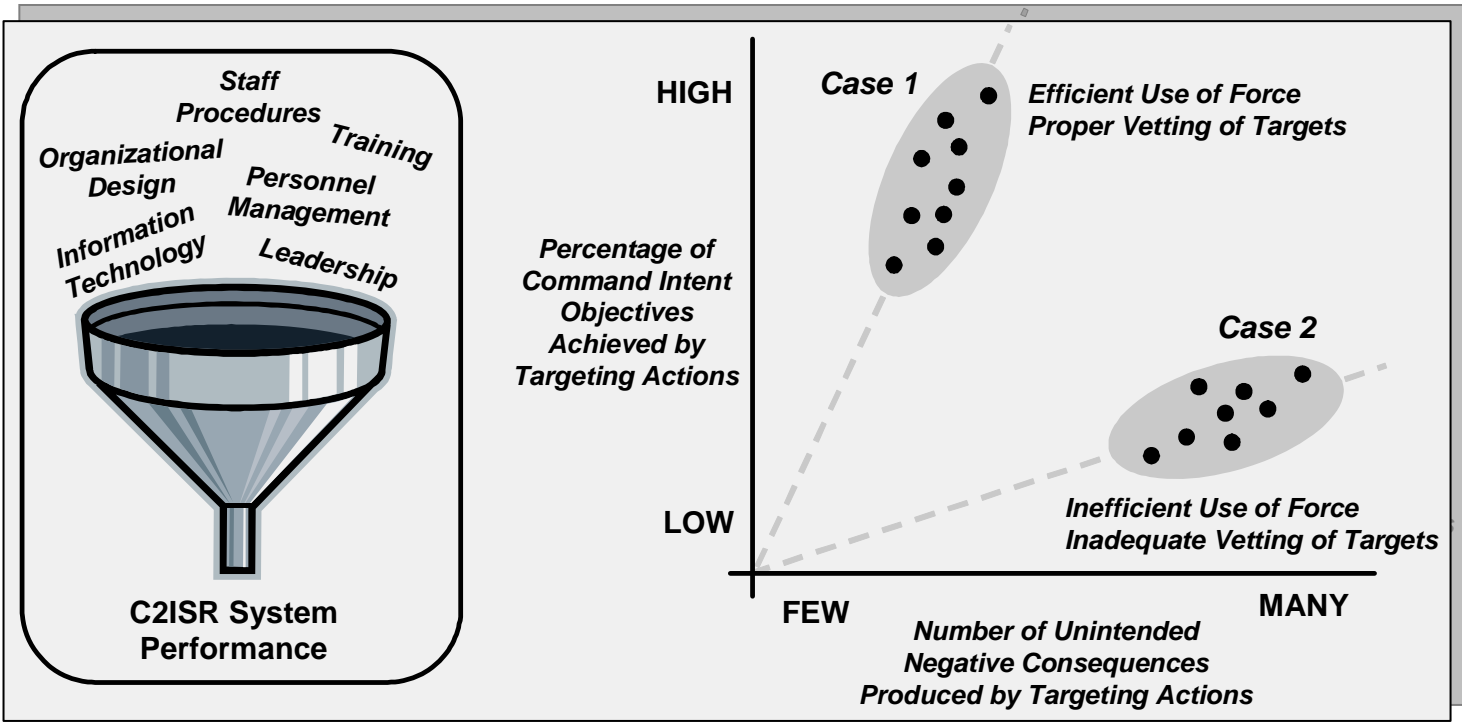 Staff
Procedures
Training
Organizational
Design
Personnel
Management
Information
Technology
Leadership
C2ISR System
Performance
HIGH
Case 1
Efficient Use of Force
Proper Vetting of Targets
Percentage of
Command Intent
Objectives
Achieved by
Targeting Actions
Case 2
LOW
Inefficient Use of Force
Inadequate Vetting of Targets
FEW
MANY
Number of Unintended
Negative Consequences
Produced by Targeting Actions